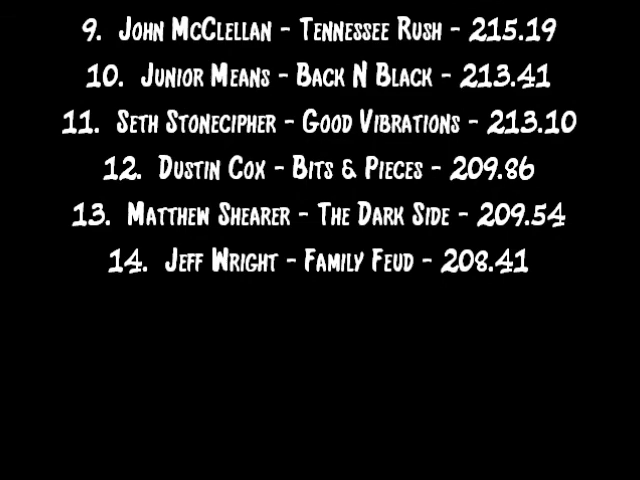 9. John McClellan - Tennessee Rush - 215.19
10. Junior Means - Back N Black - 213.41
11. Seth Stonecipher - Good Vibrations - 213.10
12. Dustin Cox - Bits & Pieces - 209.86
13. Matthew Shearer - The Dark Side - 209.54
14. Jeff Wright - Family Feud - 208.41